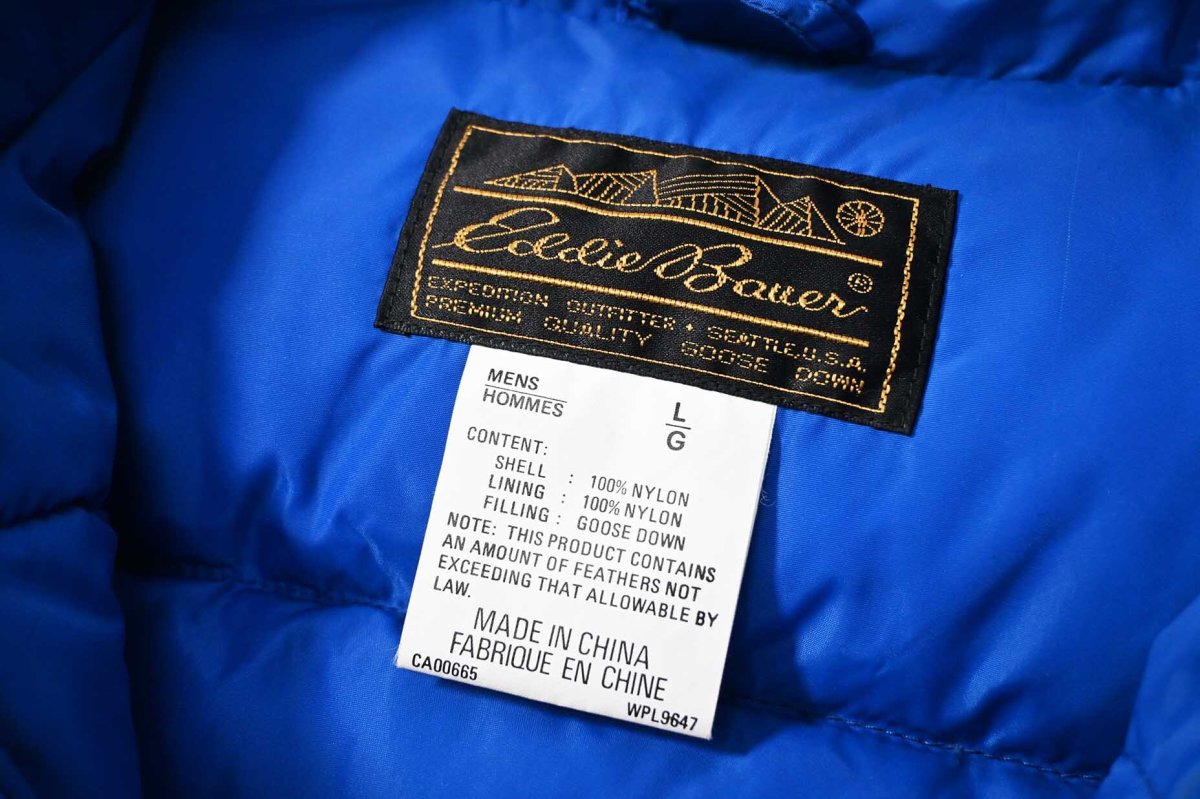 Eddie Bauer ®
EXPEDITION OUTFITTER • SEATTLE, U.S.A.
PREMIUM QUALITY GOOSE DOWN
MENS
HOMMES
L
G
CONTENT:
SHELL : 100% NYLON
LINING : 100% NYLON
FILLING : GOOSE DOWN
NOTE: THIS PRODUCT CONTAINS
AN AMOUNT OF FEATHERS NOT
EXCEEDING THAT ALLOWABLE BY
LAW.
MADE IN CHINA
FABRIQUE EN CHINE
CA00665
WPL9647